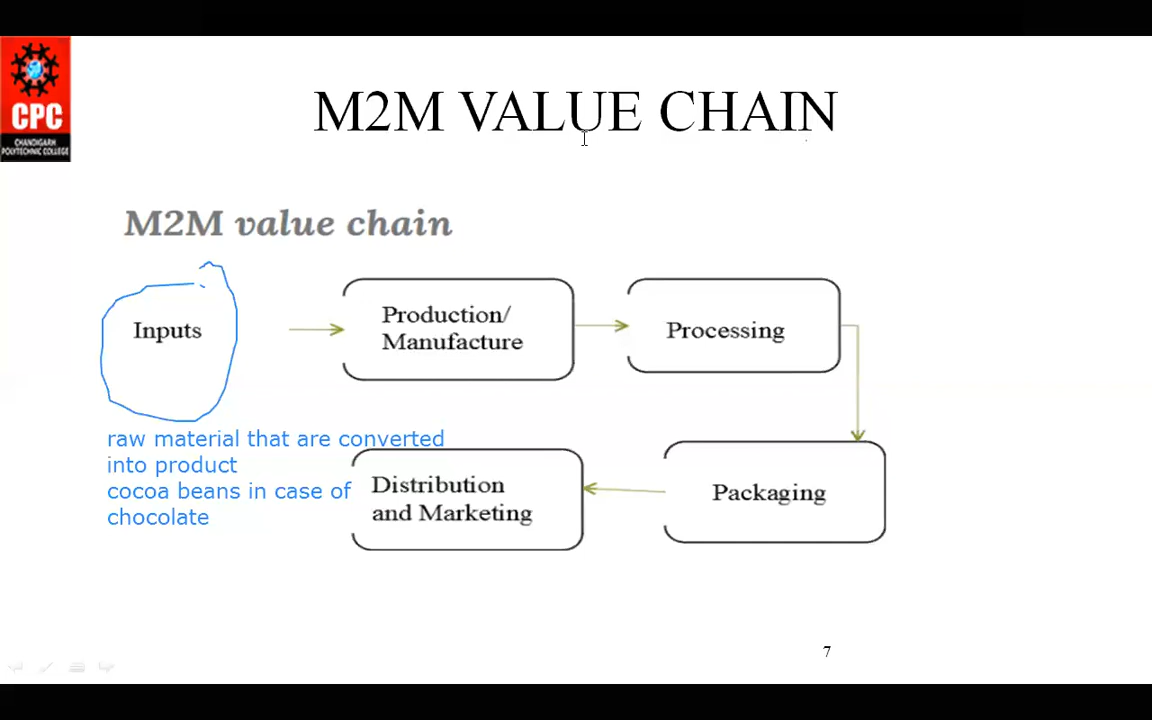 CPC
CHANDIGARH
POLYTECHNIC COLLEGE
M2M VALUE CHAIN
M2M value chain
Inputs
Production/
Manufacture
Processing
raw material that are converted
into product
cocoa beans in case of
chocolate
Distribution
and Marketing
Packaging
7